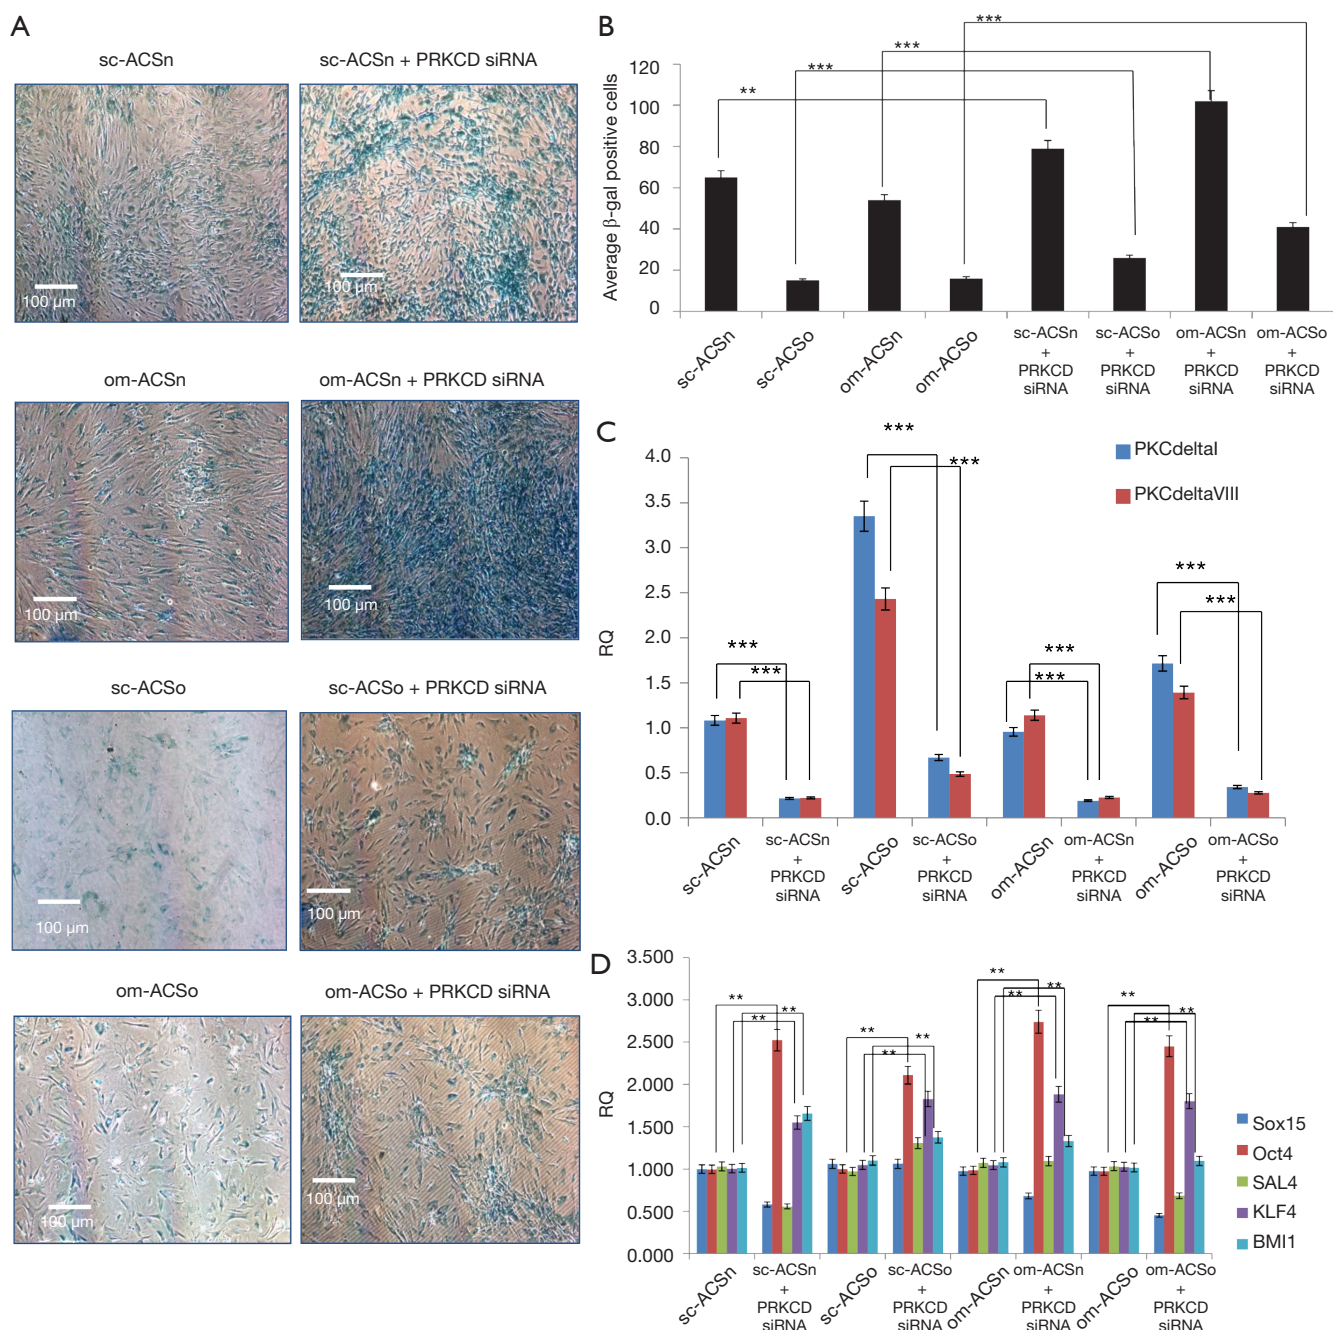 A
sc-ACSn
sc-ACSn + PRKCD siRNA
100 µm
100 µm
om-ACSn
om-ACSn + PRKCD siRNA
100 µm
100 µm
sc-ACSo
sc-ACSo + PRKCD siRNA
100 µm
100 µm
om-ACSo
om-ACSo + PRKCD siRNA
100 µm
100 µm
B
***
***
***
**
Average β-gal positive cells
120
100
80
60
40
20
0
sc-ACSn
sc-ACSo
om-ACSn
om-ACSo
sc-ACSn
+
PRKCD
siRNA
sc-ACSo
+
PRKCD
siRNA
om-ACSn
+
PRKCD
siRNA
om-ACSo
+
PRKCD
siRNA
C
PKCdeltaI
PKCdeltaVIII
***
***
***
***
***
***
***
***
RQ
4.0
3.5
3.0
2.5
2.0
1.5
1.0
0.5
0.0
sc-ACSn
sc-ACSn
+
PRKCD
siRNA
sc-ACSo
sc-ACSo
+
PRKCD
siRNA
om-ACSn
om-ACSn
+
PRKCD
siRNA
om-ACSo
om-ACSo
+
PRKCD
siRNA
D
**
**
**
**
**
**
**
**
**
**
**
**
RQ
3.500
3.000
2.500
2.000
1.500
1.000
0.500
0.000
sc-ACSn
sc-ACSn
+
PRKCD
siRNA
sc-ACSo
sc-ACSo
+
PRKCD
siRNA
om-ACSn
om-ACSn
+
PRKCD
siRNA
om-ACSo
om-ACSo
+
PRKCD
siRNA
Sox15
Oct4
SAL4
KLF4
BMI1